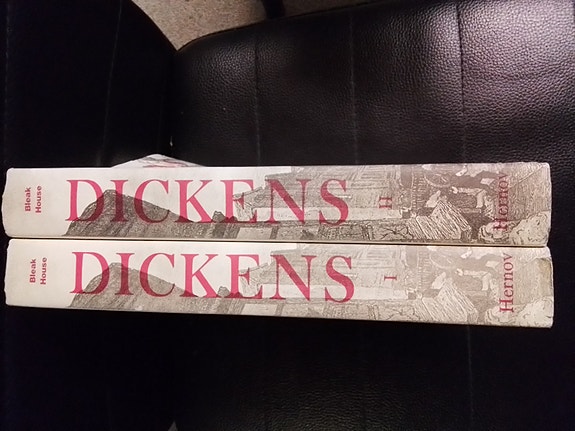 Bleak
House
DICKENS
II
Hernov
Bleak
House
DICKENS
I
Hernov